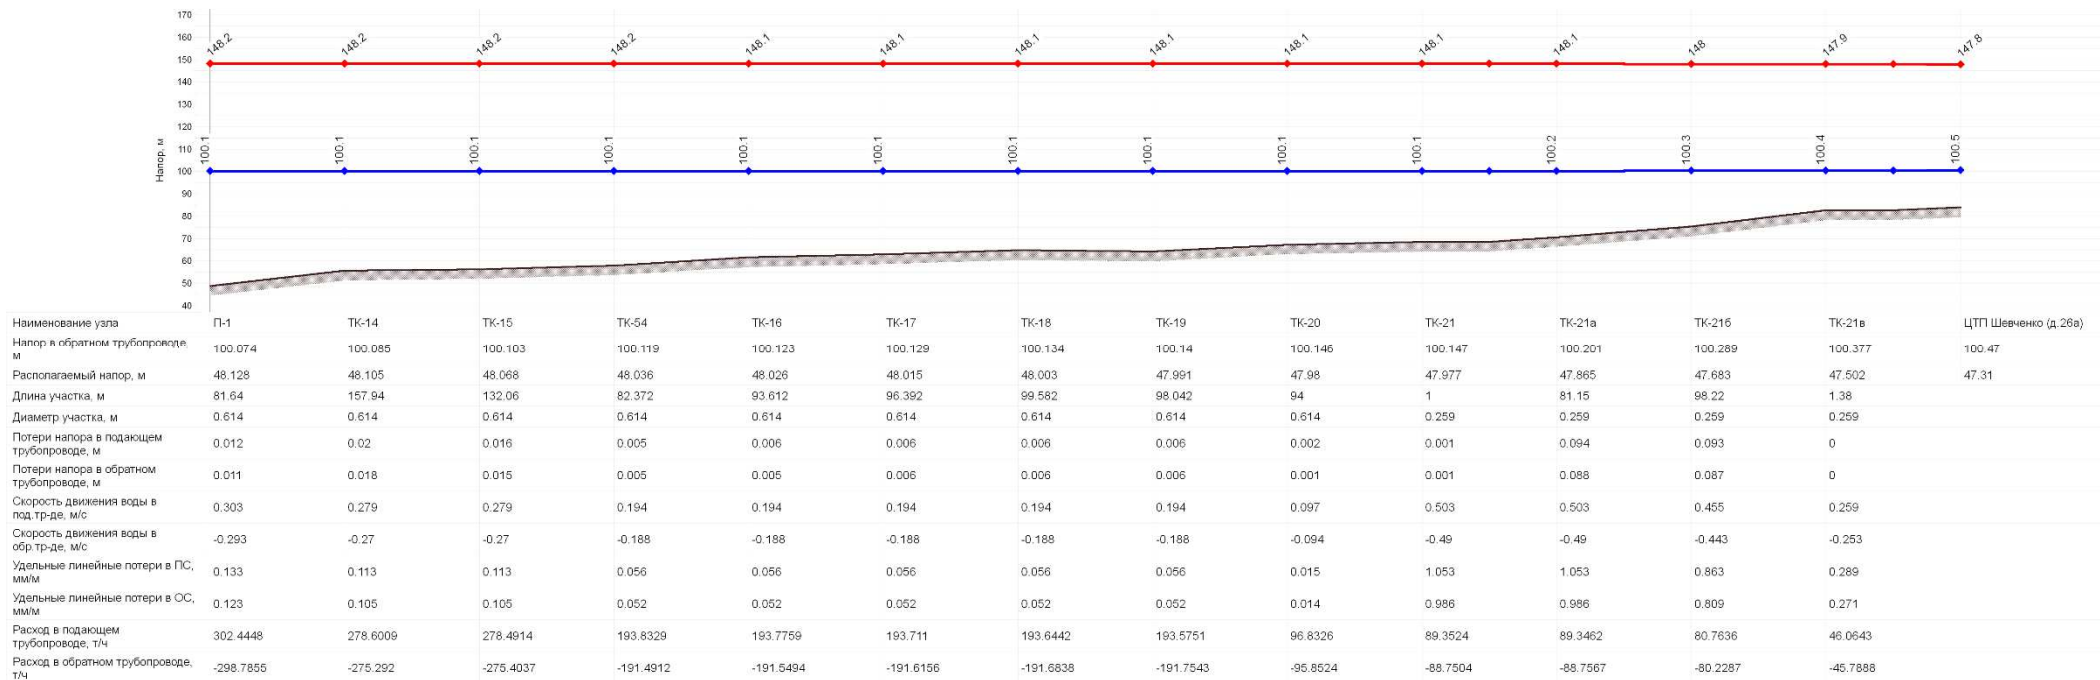 170
160
150
140
130
120
110
100
90
80
70
60
50
40
Напор, м
148.2 148.2 148.2 148.2 148.1 148.1 148.1 148.1 148.1 148.1 148.1 148 147.9 147.8
100.1 100.1 100.1 100.1 100.1 100.1 100.1 100.1 100.1 100.1 100.2 100.3 100.4 100.5
Наименование узла П-1 ТК-14 ТК-15 ТК-54 ТК-16 ТК-17 ТК-18 ТК-19 ТК-20 ТК-21 ТК-21а ТК-21б ТК-21в ЦТП Шевченко (д.26а)
Напор в обратном трубопроводе,
м 100.074 100.085 100.103 100.119 100.123 100.129 100.134 100.14 100.146 100.147 100.201 100.289 100.377 100.47
Располагаемый напор, м 48.128 48.105 48.068 48.036 48.026 48.015 48.003 47.991 47.98 47.977 47.865 47.683 47.502 47.31
Длина участка, м 81.64 157.94 132.06 82.372 93.612 96.392 99.582 98.042 94 1 81.15 98.22 1.38
Диаметр участка, м 0.614 0.614 0.614 0.614 0.614 0.614 0.614 0.614 0.614 0.259 0.259 0.259 0.259
Потери напора в подающем
трубопроводе, м 0.012 0.02 0.016 0.005 0.006 0.006 0.006 0.006 0.002 0.001 0.094 0.093 0
Потери напора в обратном
трубопроводе, м 0.011 0.018 0.015 0.005 0.005 0.006 0.006 0.006 0.001 0.001 0.088 0.087 0
Скорость движения воды в
под.тр-де, м/с 0.303 0.279 0.279 0.194 0.194 0.194 0.194 0.194 0.097 0.503 0.503 0.455 0.259
Скорость движения воды в
обр.тр-де, м/с -0.293 -0.27 -0.27 -0.188 -0.188 -0.188 -0.188 -0.188 -0.094 -0.49 -0.49 -0.443 -0.253
Удельные линейные потери в ПС,
мм/м 0.133 0.113 0.113 0.056 0.056 0.056 0.056 0.056 0.015 1.053 1.053 0.863 0.289
Удельные линейные потери в ОС,
мм/м 0.123 0.105 0.105 0.052 0.052 0.052 0.052 0.052 0.014 0.986 0.986 0.809 0.271
Расход в подающем
трубопроводе, т/ч 302.4448 278.6009 278.4914 193.8329 193.7759 193.711 193.6442 193.5751 96.8326 89.3524 89.3462 80.7636 46.0643
Расход в обратном трубопроводе,
т/ч -298.7855 -275.292 -275.4037 -191.4912 -191.5494 -191.6156 -191.6838 -191.7543 -95.8524 -88.7504 -88.7567 -80.2287 -45.7888